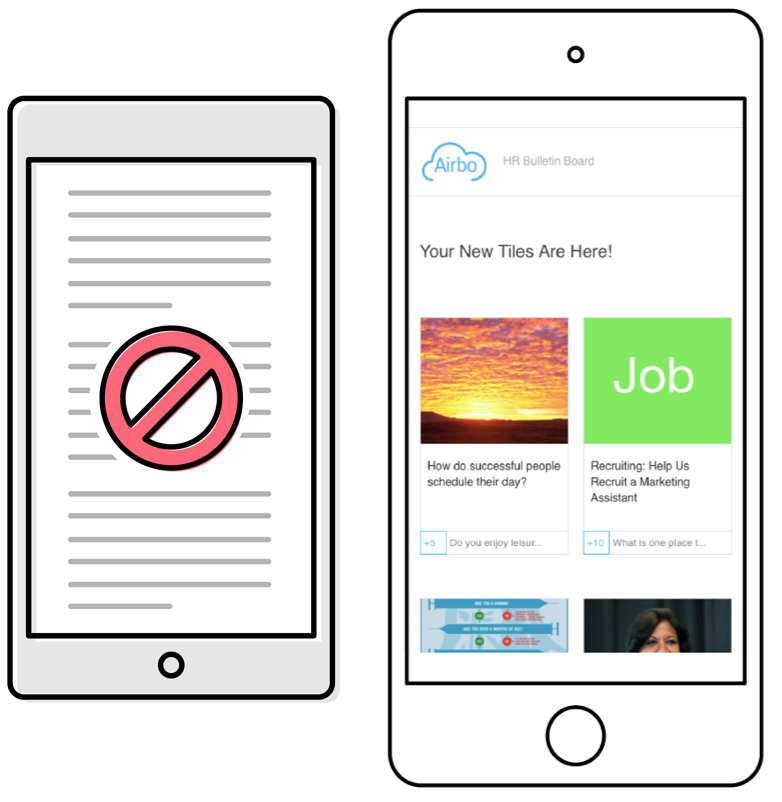 Airbo
HR Bulletin Board
Your New Tiles Are Here!
Job
How do successful people
schedule their day?
Recruiting: Help Us
Recruit a Marketing
Assistant
+5 Do you enjoy leisur...
+10 What is one place t...